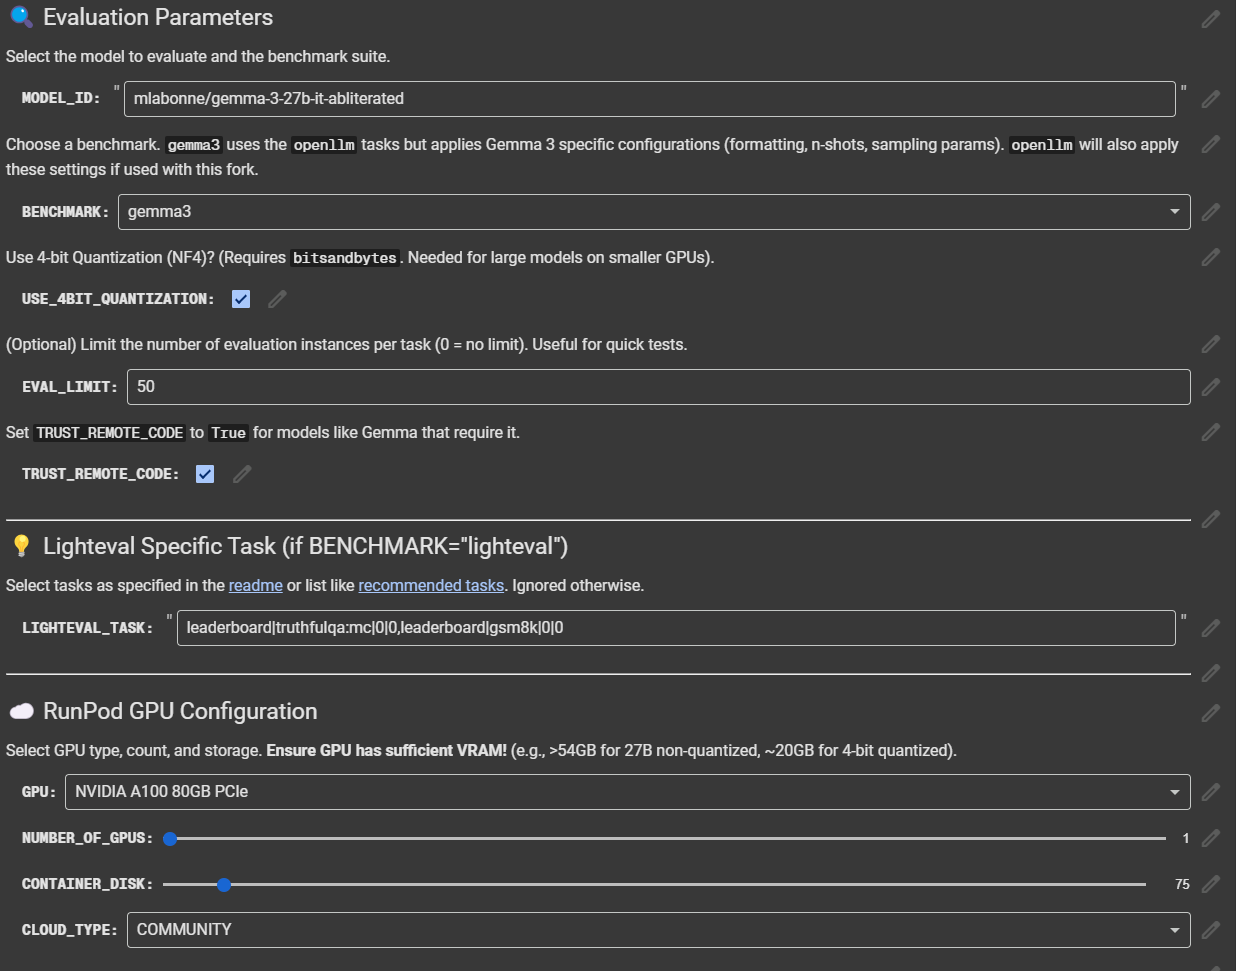 🔍 Evaluation Parameters
Select the model to evaluate and the benchmark suite.
MODEL_ID: " mlabonne/gemma-3-27b-it-abliterated "
Choose a benchmark. gemma3 uses the openllm tasks but applies Gemma 3 specific configurations (formatting, n-shots, sampling params). openllm will also apply
these settings if used with this fork.
BENCHMARK: gemma3
Use 4-bit Quantization (NF4)? (Requires bitsandbytes. Needed for large models on smaller GPUs).
USE_4BIT_QUANTIZATION:
(Optional) Limit the number of evaluation instances per task (0 = no limit). Useful for quick tests.
EVAL_LIMIT: 50
Set TRUST_REMOTE_CODE to True for models like Gemma that require it.
TRUST_REMOTE_CODE:
💡 Lighteval Specific Task (if BENCHMARK="lighteval")
Select tasks as specified in the readme or list like recommended tasks. Ignored otherwise.
LIGHTEVAL_TASK: " leaderboard|truthfulqa:mc|0|0,leaderboard|gsm8k|0|0 "
☁️ RunPod GPU Configuration
Select GPU type, count, and storage. Ensure GPU has sufficient VRAM! (e.g., >54GB for 27B non-quantized, ~20GB for 4-bit quantized).
GPU: NVIDIA A100 80GB PCIe
NUMBER_OF_GPUS: 1
CONTAINER_DISK: 75
CLOUD_TYPE: COMMUNITY